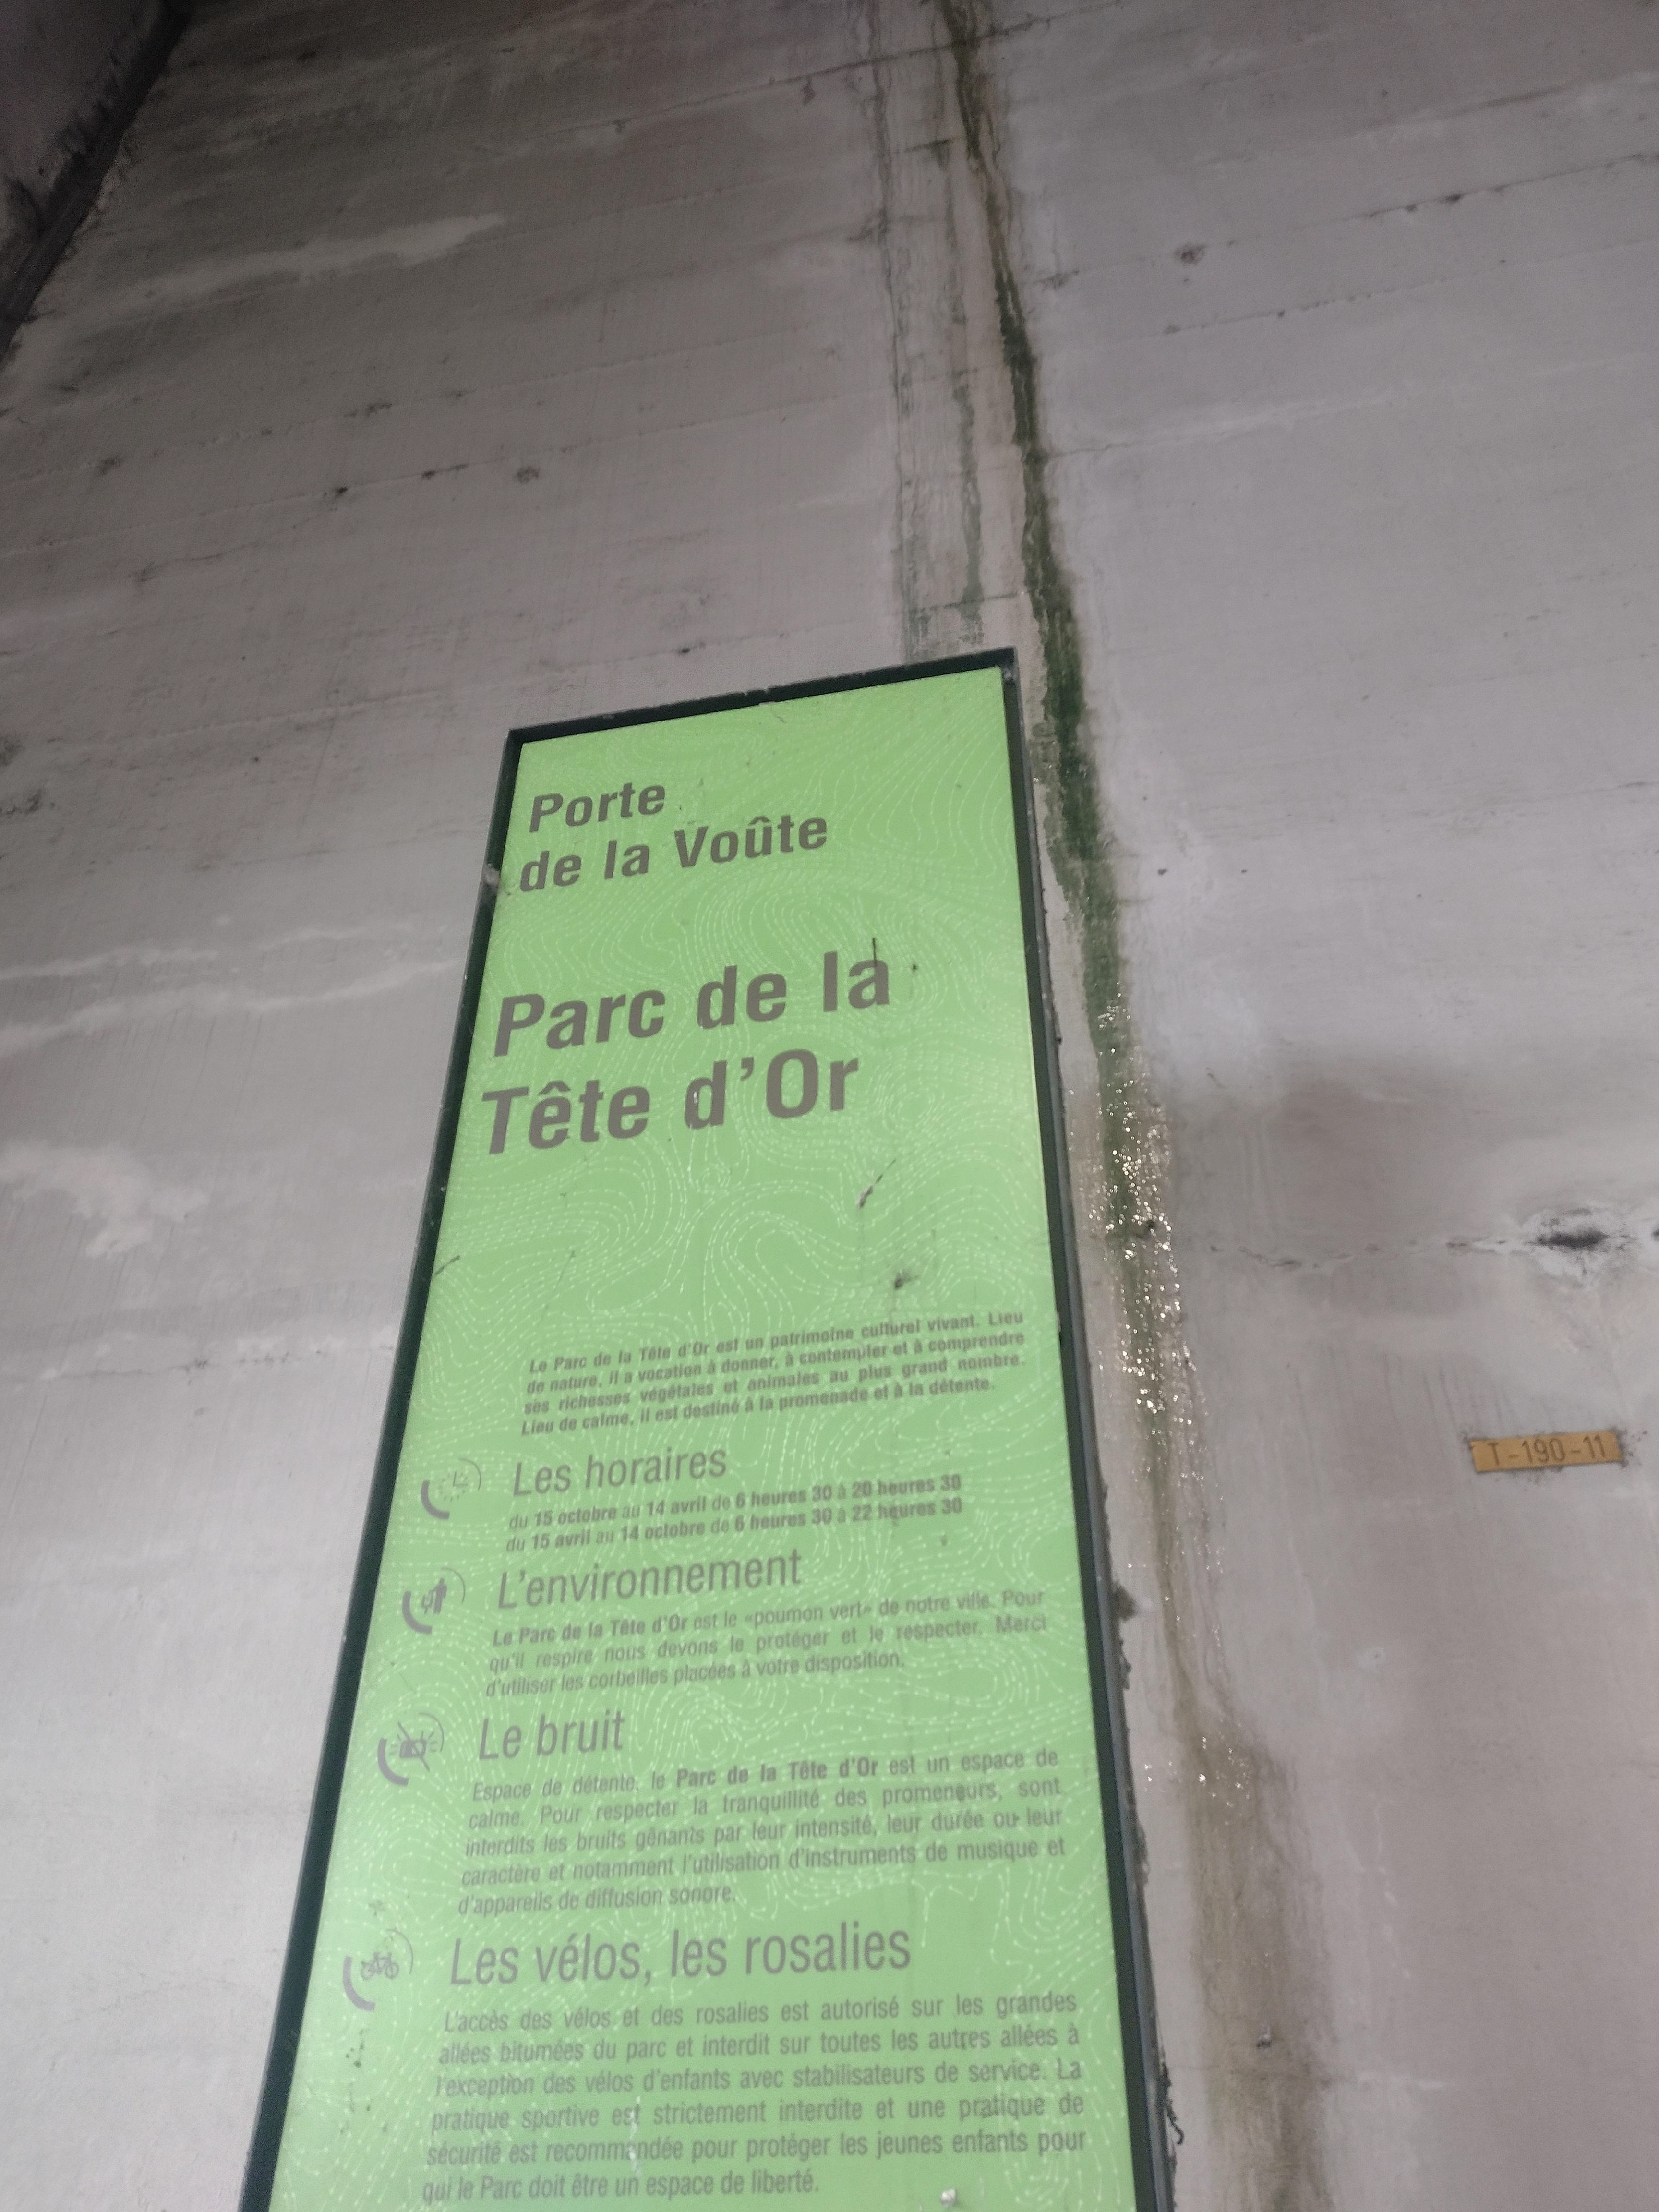 Porte
de la Voûte
Parc de la
Tête d'Or
Le Parc de la Tête d'Or est un patrimoine culturel vivant. Lieu
de nature, il a vocation à donner, à contempler et à comprendre
ses richesses végétales et animales au plus grand nombre.
Lieu de calme, il est destiné à la promenade et à la détente.
Les horaires
du 15 octobre au 14 avril de 6 heures 30 à 20 heures 30
du 15 avril au 14 octobre de 6 heures 30 à 22 heures 30
L'environnement
Le Parc de la Tête d'Or est le «poumon vert» de notre ville. Pour
qu'il respire nous devons le protéger et le respecter. Merci
d'utiliser les corbeilles placées à votre disposition.
Le bruit
Espace de détente, le Parc de la Tête d'Or est un espace de
calme. Pour respecter la tranquillité des promeneurs, sont
interdits les bruits gênants par leur intensité, leur durée ou leur
caractère et notamment l'utilisation d'instruments de musique et
d'appareils de diffusion sonore.
Les vélos, les rosalies
L'accès des vélos et des rosalies est autorisé sur les grandes
allées bitumées du parc et interdit sur toutes les autres allées à
l'exception des vélos d'enfants avec stabilisateurs de service. La
pratique sportive est strictement interdite et une pratique de
sécurité est recommandée pour protéger les jeunes enfants pour
qui le Parc doit être un espace de liberté.
T-190-11